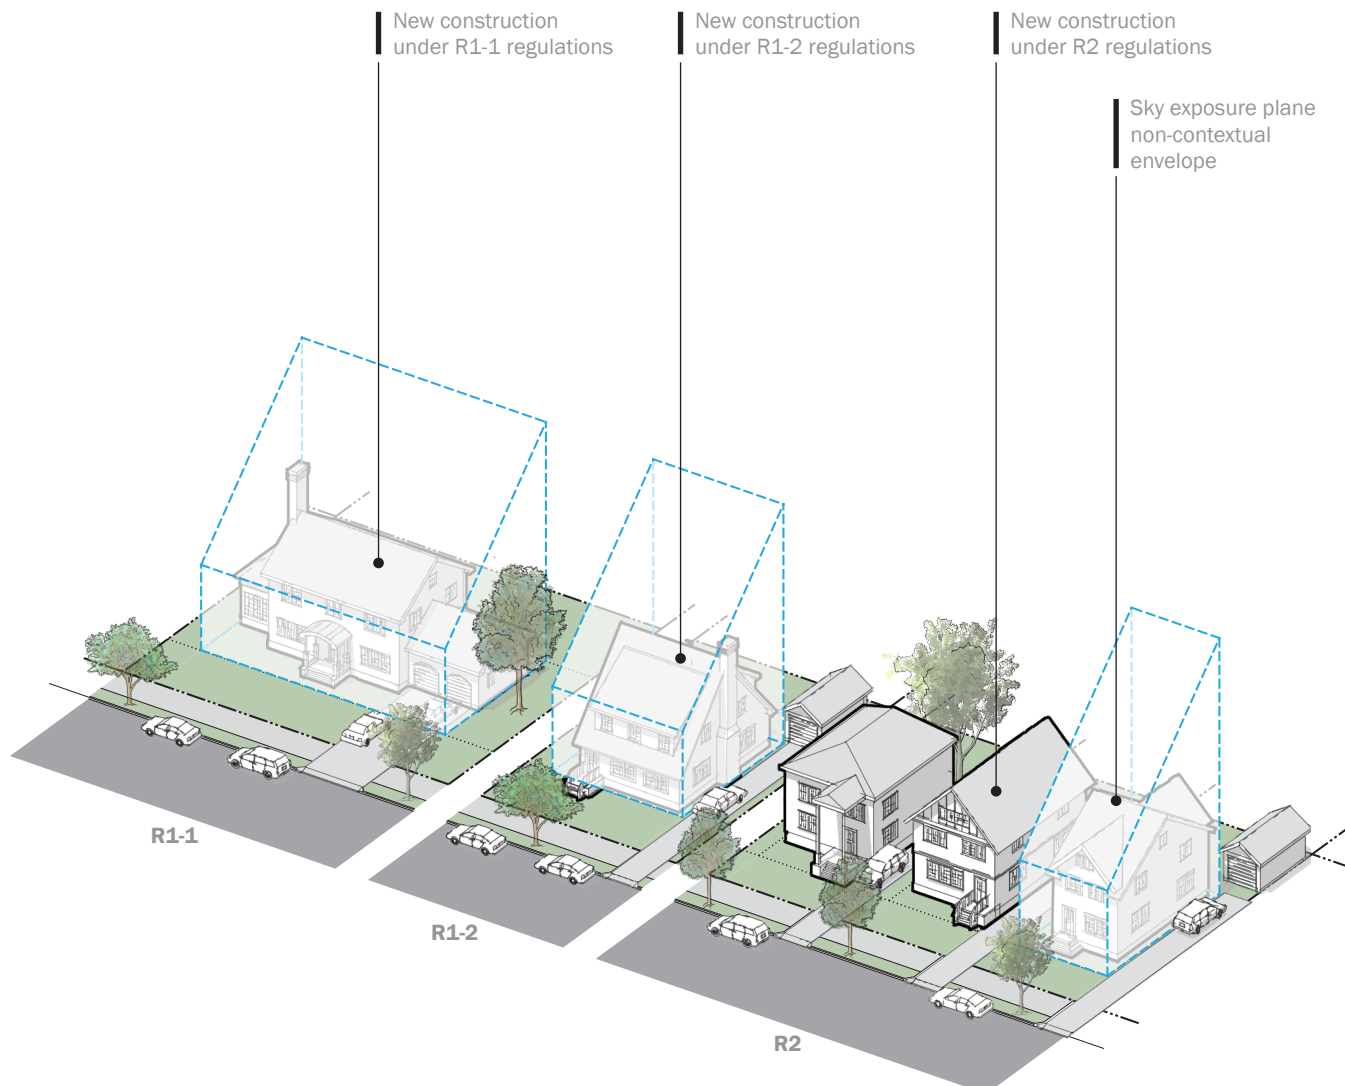 New construction
under R1-1 regulations
New construction
under R1-2 regulations
New construction
under R2 regulations
Sky exposure plane
non-contextual
envelope
R1-1
R1-2
R2